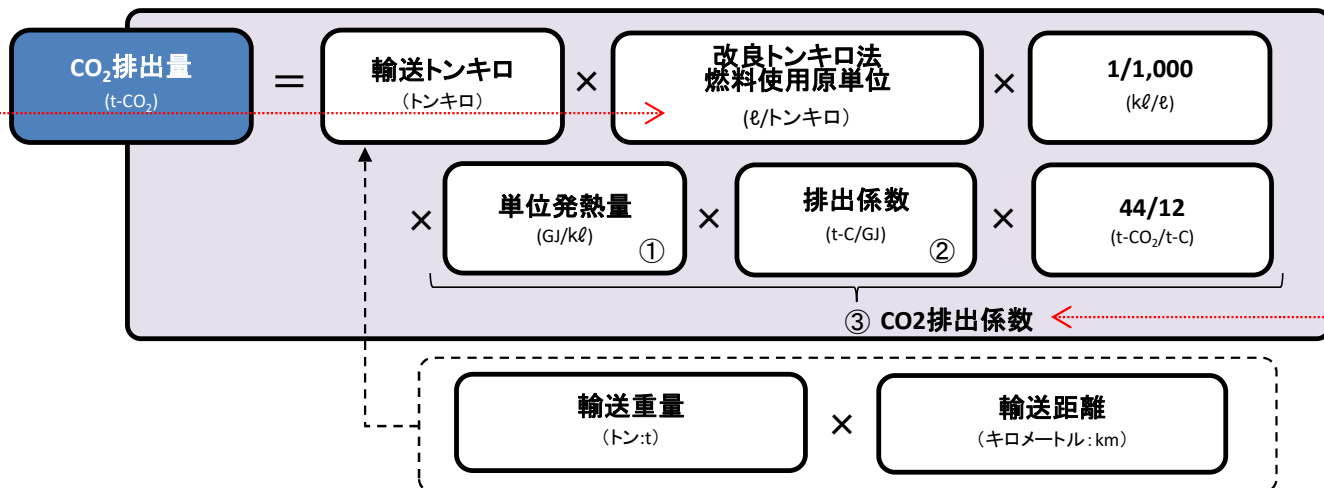 CO₂排出量
(t-CO₂)
＝
輸送トンキロ
（トンキロ）
×
改良トンキロ法
燃料使用原単位
(ℓ/トンキロ）
×
1/1,000
(kℓ/ℓ)
×
単位発熱量
(GJ/kℓ)
①
×
排出係数
(t-C/GJ)
②
×
44/12
(t-CO₂/t-C)
③ CO2排出係数
輸送重量
（トン:t）
×
輸送距離
（キロメートル：km）